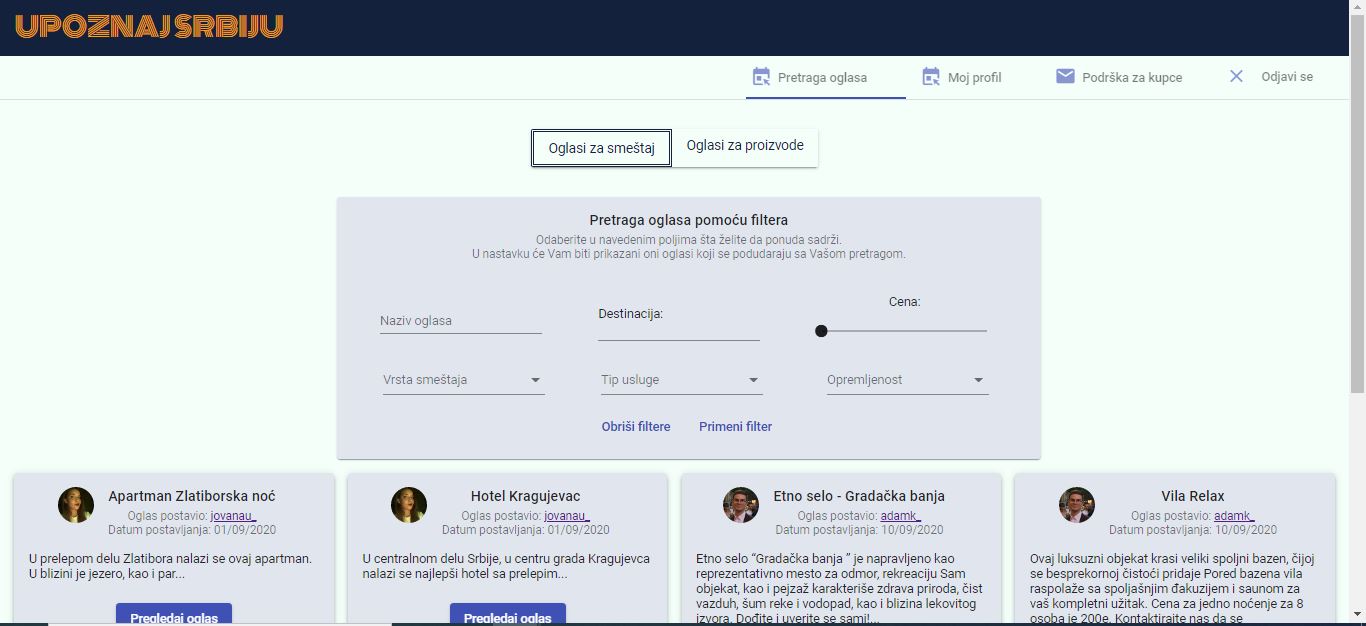 UPOZNAJ SRBIJU
Pretraga oglasa
Moj profil
Podrška za kupce
Odjavi se
Oglasi za smeštaj
Oglasi za proizvode
Pretraga oglasa pomoću filtera
Odaberite u navedenim poljima šta želite da ponuda sadrži.
U nastavku će Vam biti prikazani oni oglasi koji se podudaraju sa Vašom pretragom.
Naziv oglasa
Destinacija:
Cena:
Vrsta smeštaja
Tip usluge
Opremljenost
Obriši filtere
Primeni filter
Apartman Zlatiborska noć
Oglas postavio: jovanau_
Datum postavljanja: 01/09/2020
U prelepom delu Zlatibora nalazi se ovaj apartman.
U blizini je jezero, kao i par...
Pregledaj oglas
Hotel Kragujevac
Oglas postavio: jovanau_
Datum postavljanja: 01/09/2020
U centralnom delu Srbije, u centru grada Kragujevca
nalazi se najlepši hotel sa prelepim...
Pregledaj oglas
Etno selo - Gradačka banja
Oglas postavio: adamk_
Datum postavljanja: 10/09/2020
Etno selo “Gradačka banja ” je napravljeno kao
reprezentativno mesto za odmor, rekreaciju Sam
objekat, kao i pejzaž karakteriše zdrava priroda, čist
vazduh, šum reke i vodopad, kao i blizina lekovitog
izvora. Dođite i uverite se sami!...
Vila Relax
Oglas postavio: adamk_
Datum postavljanja: 10/09/2020
Ovaj luksuzni objekat krasi veliki spoljni bazen, čijoj
se besprekornoj čistoći pridaje Pored bazena vila
raspolaže sa spoljašnjim đakuzijem i saunom za
vaš kompletni užitak. Cena za jedno noćenje za 8
osoba je 200e. Kontaktirajte nas da se